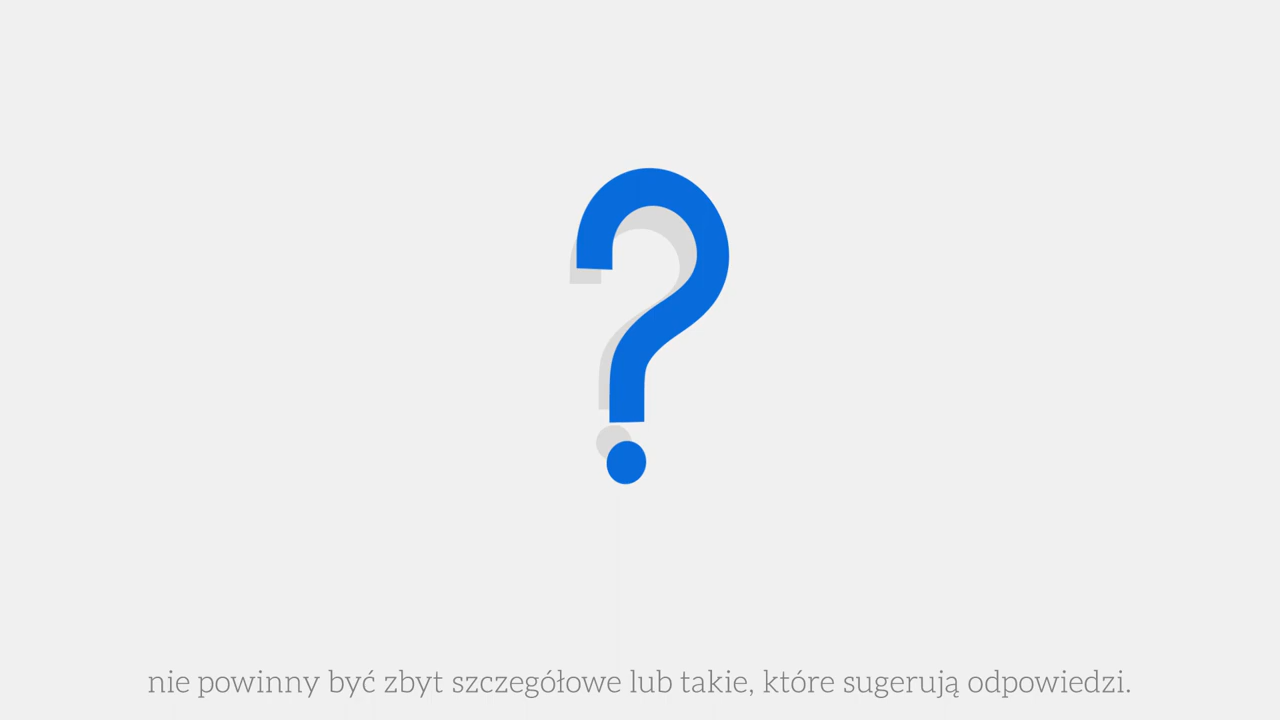 ?
nie powinny być zbyt szczegółowe lub takie, które sugerują odpowiedzi.